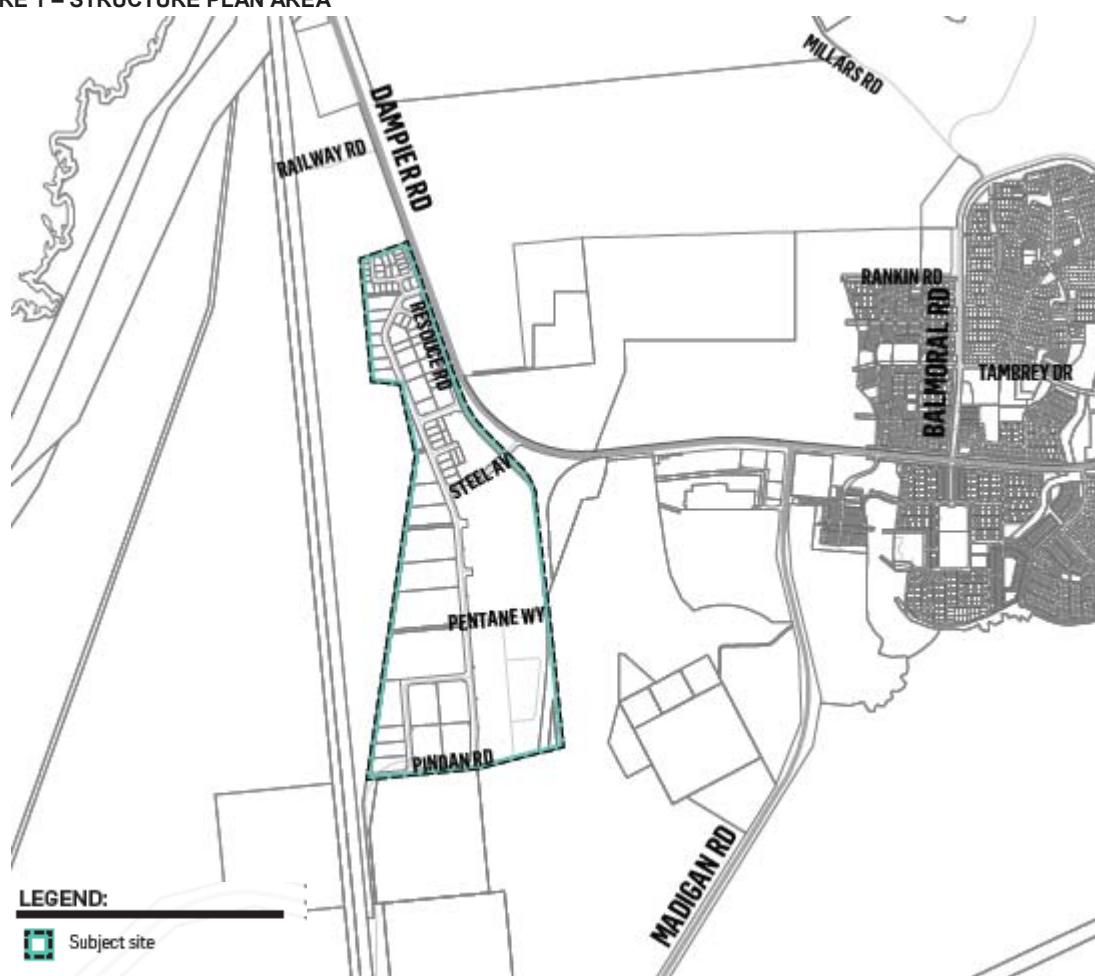 RE 1 – STRUCTURE PLAN AREA
MILLARS RD
DAMPIER RD
RAILWAY RD
RANKIN RD
BALMORAL RD
RESOUCE RD
TAMBREY DR
STEEL AV
PENTANE WY
PINDAN RD
MADIGAN RD
LEGEND:
Subject site